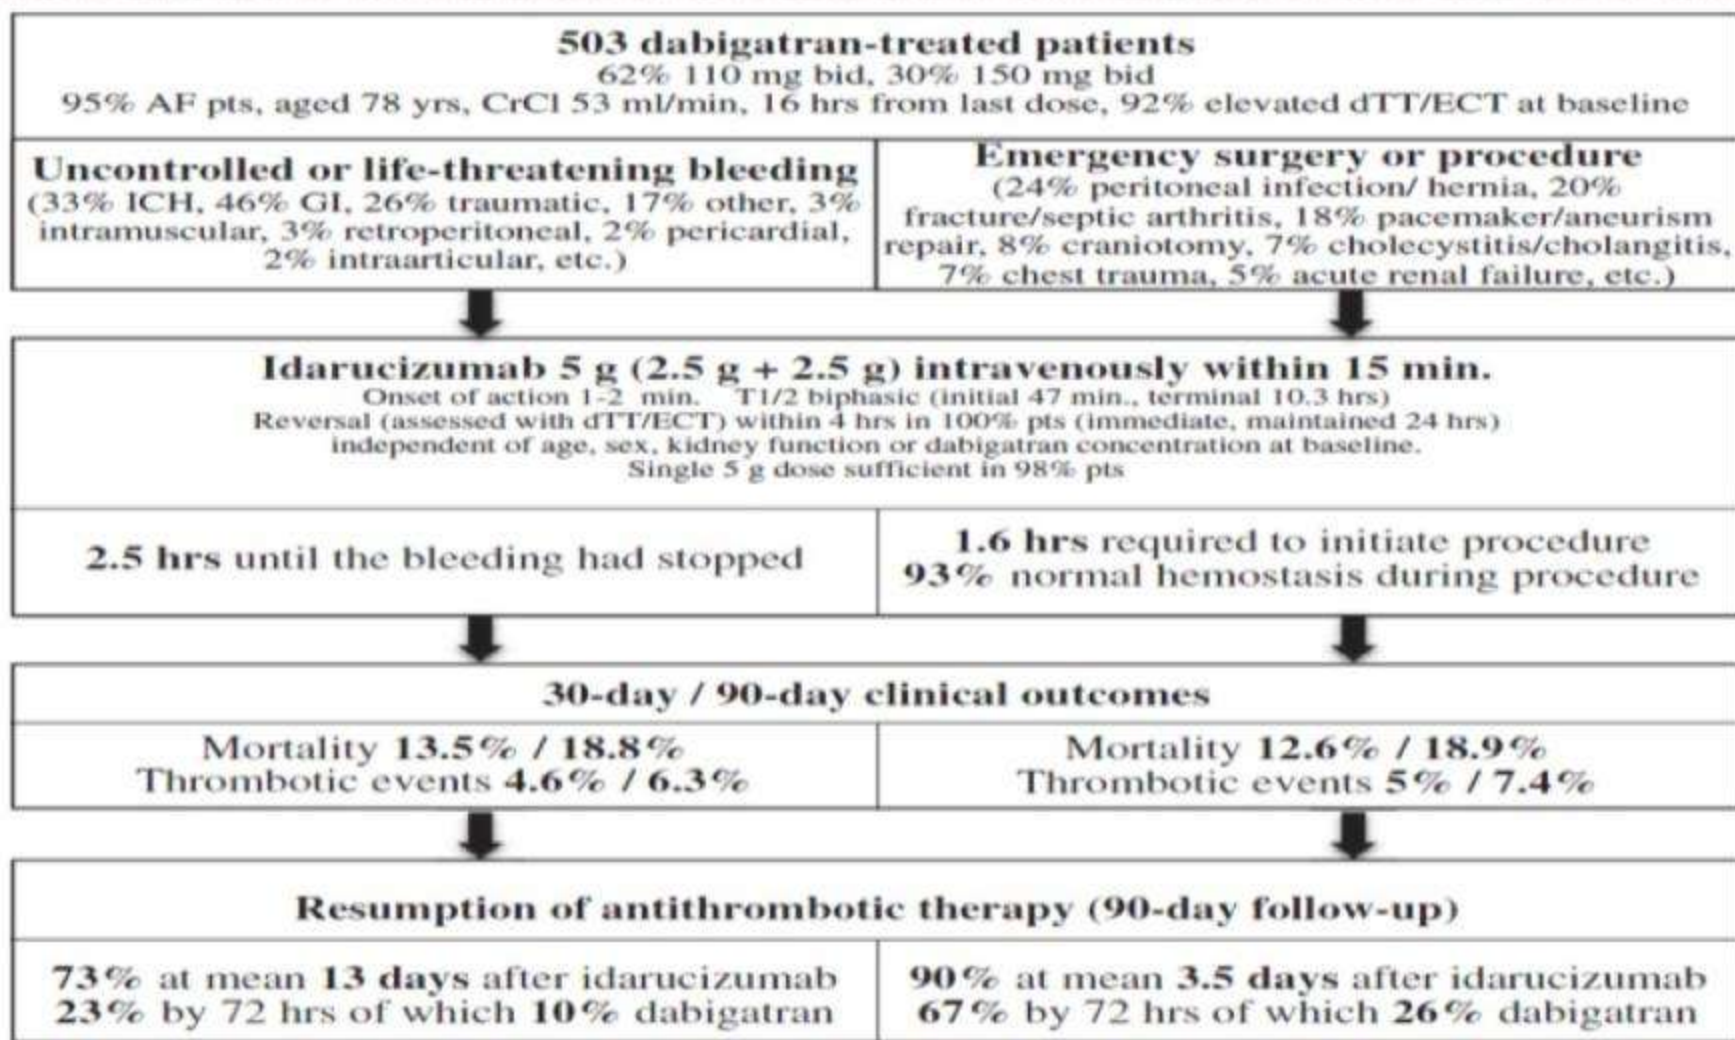 503 dabigatran-treated patients
62% 110 mg bid, 30% 150 mg bid
95% AF pts, aged 78 yrs, CrCl 53 ml/min, 16 hrs from last dose, 92% elevated dTT/ECT at baseline
Uncontrolled or life-threatening bleeding
(33% ICH, 46% GI, 26% traumatic, 17% other, 3%
intramuscular, 3% retroperitoneal, 2% pericardial,
2% intraarticular, etc.)
Emergency surgery or procedure
(24% peritoneal infection/ hernia, 20%
fracture/septic arthritis, 18% pacemaker/aneurism
repair, 8% craniotomy, 7% cholecystitis/cholangitis,
7% chest trauma, 5% acute renal failure, etc.)
Idarucizumab 5 g (2.5 g + 2.5 g) intravenously within 15 min.
Onset of action 1-2 min. T1/2 biphasic (initial 47 min., terminal 10.3 hrs)
Reversal (assessed with dTT/ECT) within 4 hrs in 100% pts (immediate, maintained 24 hrs)
independent of age, sex, kidney function or dabigatran concentration at baseline.
Single 5 g dose sufficient in 98% pts
2.5 hrs until the bleeding had stopped
1.6 hrs required to initiate procedure
93% normal hemostasis during procedure
30-day / 90-day clinical outcomes
Mortality 13.5% / 18.8%
Thrombotic events 4.6% / 6.3%
Mortality 12.6% / 18.9%
Thrombotic events 5% / 7.4%
Resumption of antithrombotic therapy (90-day follow-up)
73% at mean 13 days after idarucizumab
23% by 72 hrs of which 10% dabigatran
90% at mean 3.5 days after idarucizumab
67% by 72 hrs of which 26% dabigatran